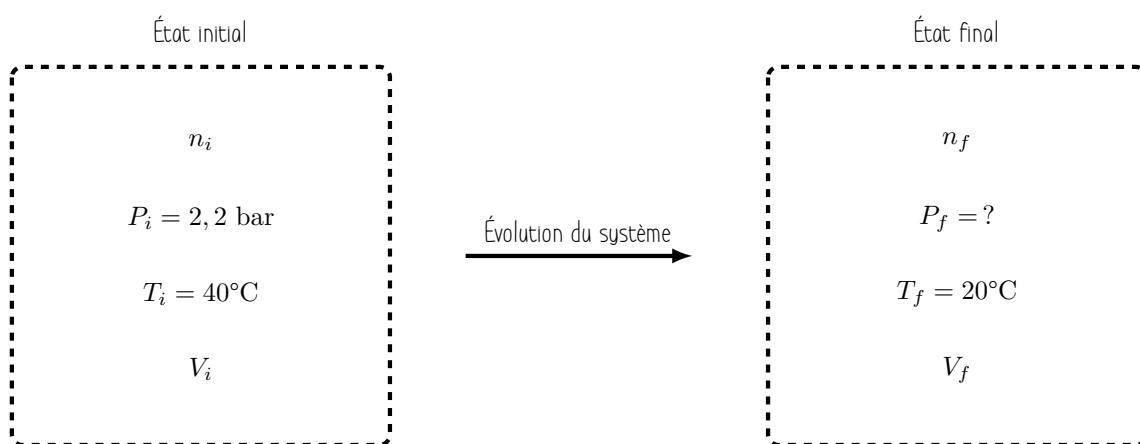 État initial
État final
n_i
P_i = 2,2 bar
T_i = 40°C
V_i
Évolution du système
n_f
P_f = ?
T_f = 20°C
V_f